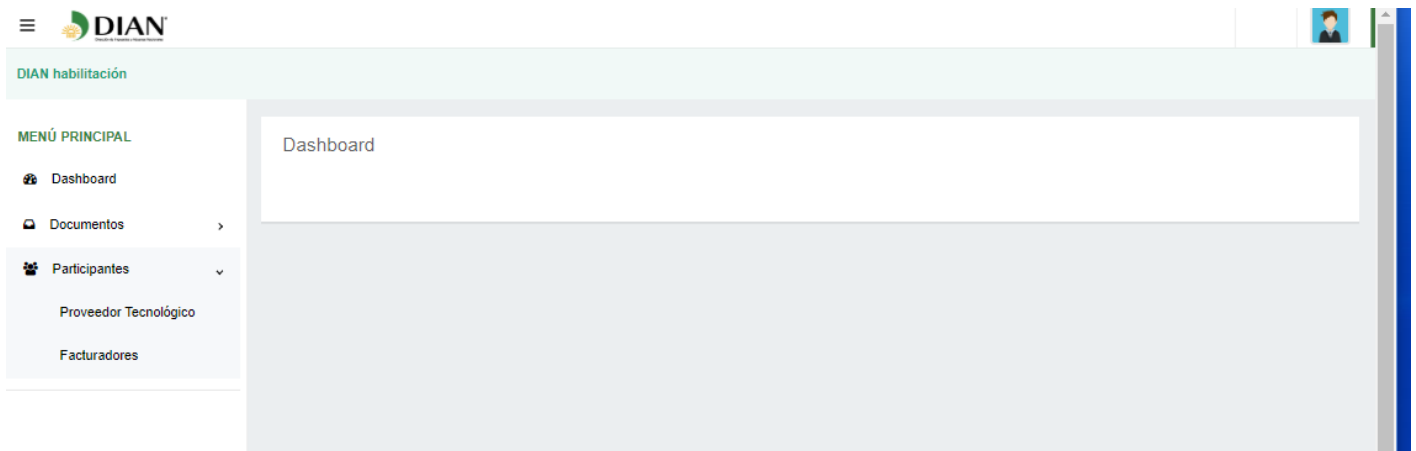 DIAN
DIAN habilitación
MENÚ PRINCIPAL
Dashboard
Documentos
Participantes
Proveedor Tecnológico
Facturadores
Dashboard